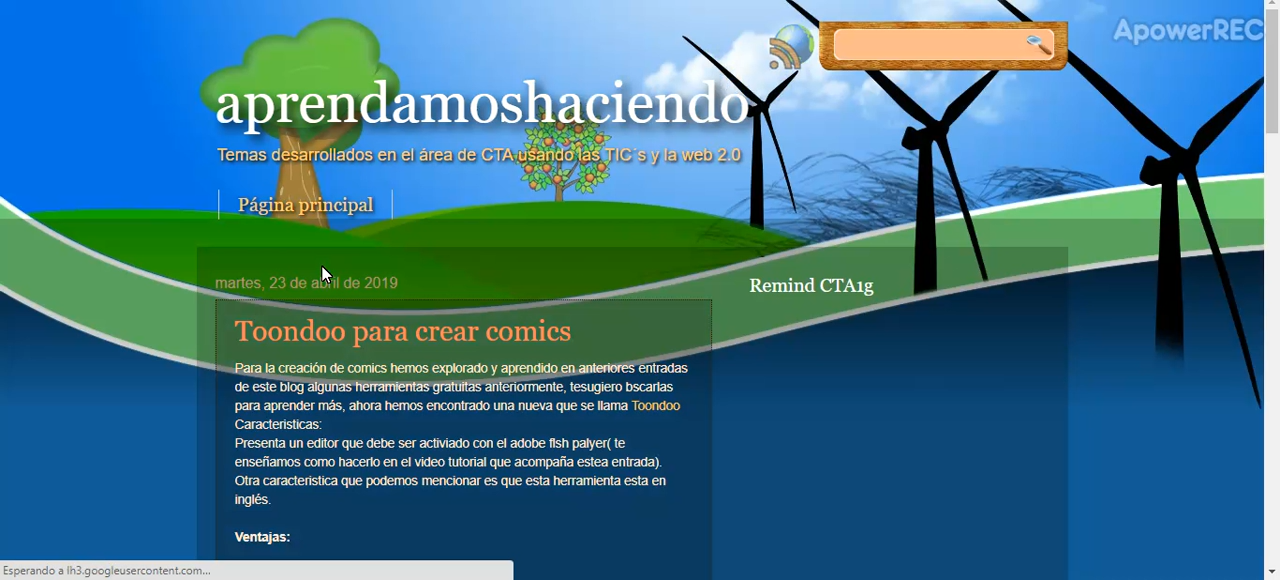 ApowerREC
aprendamoshaciendo
Temas desarrollados en el área de CTA usando las TIC´s y la web 2.0
Página principal
martes, 23 de abril de 2019
Remind CTA1g
Toondoo para crear comics
Para la creación de comics hemos explorado y aprendido en anteriores entradas
de este blog algunas herramientas gratuitas anteriormente, tesugiero bscarlas
para aprender más, ahora hemos encontrado una nueva que se llama Toondoo
Caracteristicas:
Presenta un editor que debe ser activiado con el adobe flsh palyer( te
enseñamos como hacerlo en el video tutorial que acompaña estea entrada).
Otra caracteristica que podemos mencionar es que esta herramienta esta en
inglés.
Ventajas:
Esperando a lh3.googleusercontent.com...